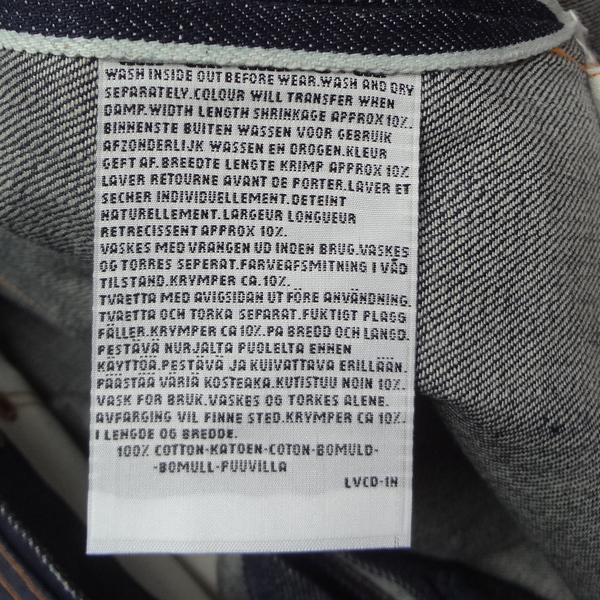 WASH INSIDE OUT BEFORE WEAR.WASH AND DRY
SEPARATELY.COLOUR WILL TRANSFER WHEN
DAMP.WIDTH LENGTH SHRINKAGE APPROX 10%.
BINNENSTE BUITEN WASSEN VOOR GEBRUIK
AFZONDERLIJK WASSEN EN DROGEN.KLEUR
GEFT AF.BREEDTE LENGTE KRIMP APPROX 10%
LAVER RETOURNE AVANT DE PORTER.LAVER ET
SECHER INDIVIDUELLEMENT.DETEINT
NATURELLEMENT.LARGEUR LONGUEUR
RETRECISSENT APPROX 10%.
VASKES MED VRANGEN UD INDEN BRUG.VASKES
OG TORRES SEPERAT.FARVEAFSMITNING I VÅD
TILSTAND.KRYMPER CA.10%.
TVAETTA MED AVIGSIDAN UT FÖRE ANVÄNDNING.
TVAETTA OCH TORKA SEPARAT.FUKTIGT PLAGG
FÄLLER.KRYMPER CA 10%.PA BREDD OCH LANGD.
PESTÄVÄ NURJALTA PUOLELTA ENNEN
KÄYTTÖÄ.PESTÄVÄ JA KUIVATTAVA ERILLÄÄN.
PÄÄSTÄÄ VÄRIÄ KOSTEAKA.KUTISTUU NOIN 10%.
VASK FOR BRUK.VASKES OG TORKES ALENE.
AVFARGING VIL FINNE STED.KRYMPER CA 10%.
I LENGDE OG BREDDE.
100% COTTON-KATOEN-COTON-BOMULD-
-BOMULL-PUUVILLA
LVCD-IN